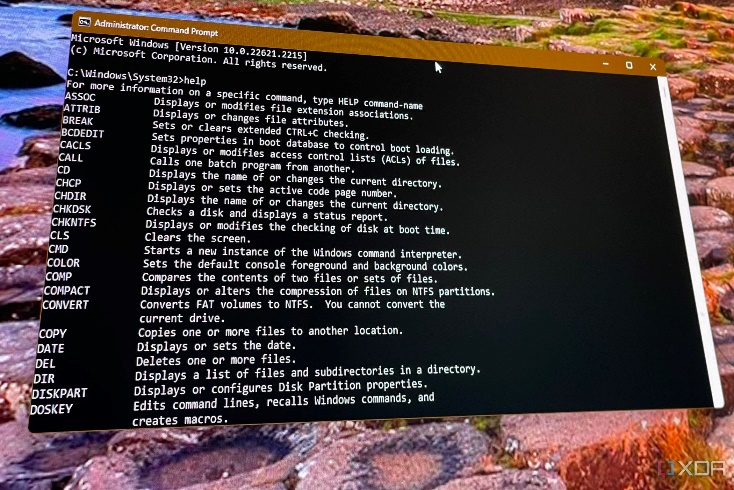 Administrator: Command Prompt
Microsoft Windows [Version 10.0.22621.2215]
(c) Microsoft Corporation. All rights reserved.
C:\Windows\System32>help
For more information on a specific command, type HELP command-name
ASSOC Displays or modifies file extension associations.
ATTRIB Displays or changes file attributes.
BREAK Sets or clears extended CTRL+C checking.
BCDEDIT Sets properties in boot database to control boot loading.
CACLS Displays or modifies access control lists (ACLs) of files.
CALL Calls one batch program from another.
CD Displays the name of or changes the current directory.
CHCP Displays or sets the active code page number.
CHDIR Displays the name of or changes the current directory.
CHKDSK Checks a disk and displays a status report.
CHKNTFS Displays or modifies the checking of disk at boot time.
CLS Clears the screen.
CMD Starts a new instance of the Windows command interpreter.
COLOR Sets the default console foreground and background colors.
COMP Compares the contents of two files or sets of files.
COMPACT Displays or alters the compression of files on NTFS partitions.
CONVERT Converts FAT volumes to NTFS. You cannot convert the
current drive.
COPY Copies one or more files to another location.
DATE Displays or sets the date.
DEL Deletes one or more files.
DIR Displays a list of files and subdirectories in a directory.
DISKPART Displays or configures Disk Partition properties.
DOSKEY Edits command lines, recalls Windows commands, and
creates macros.
XDA